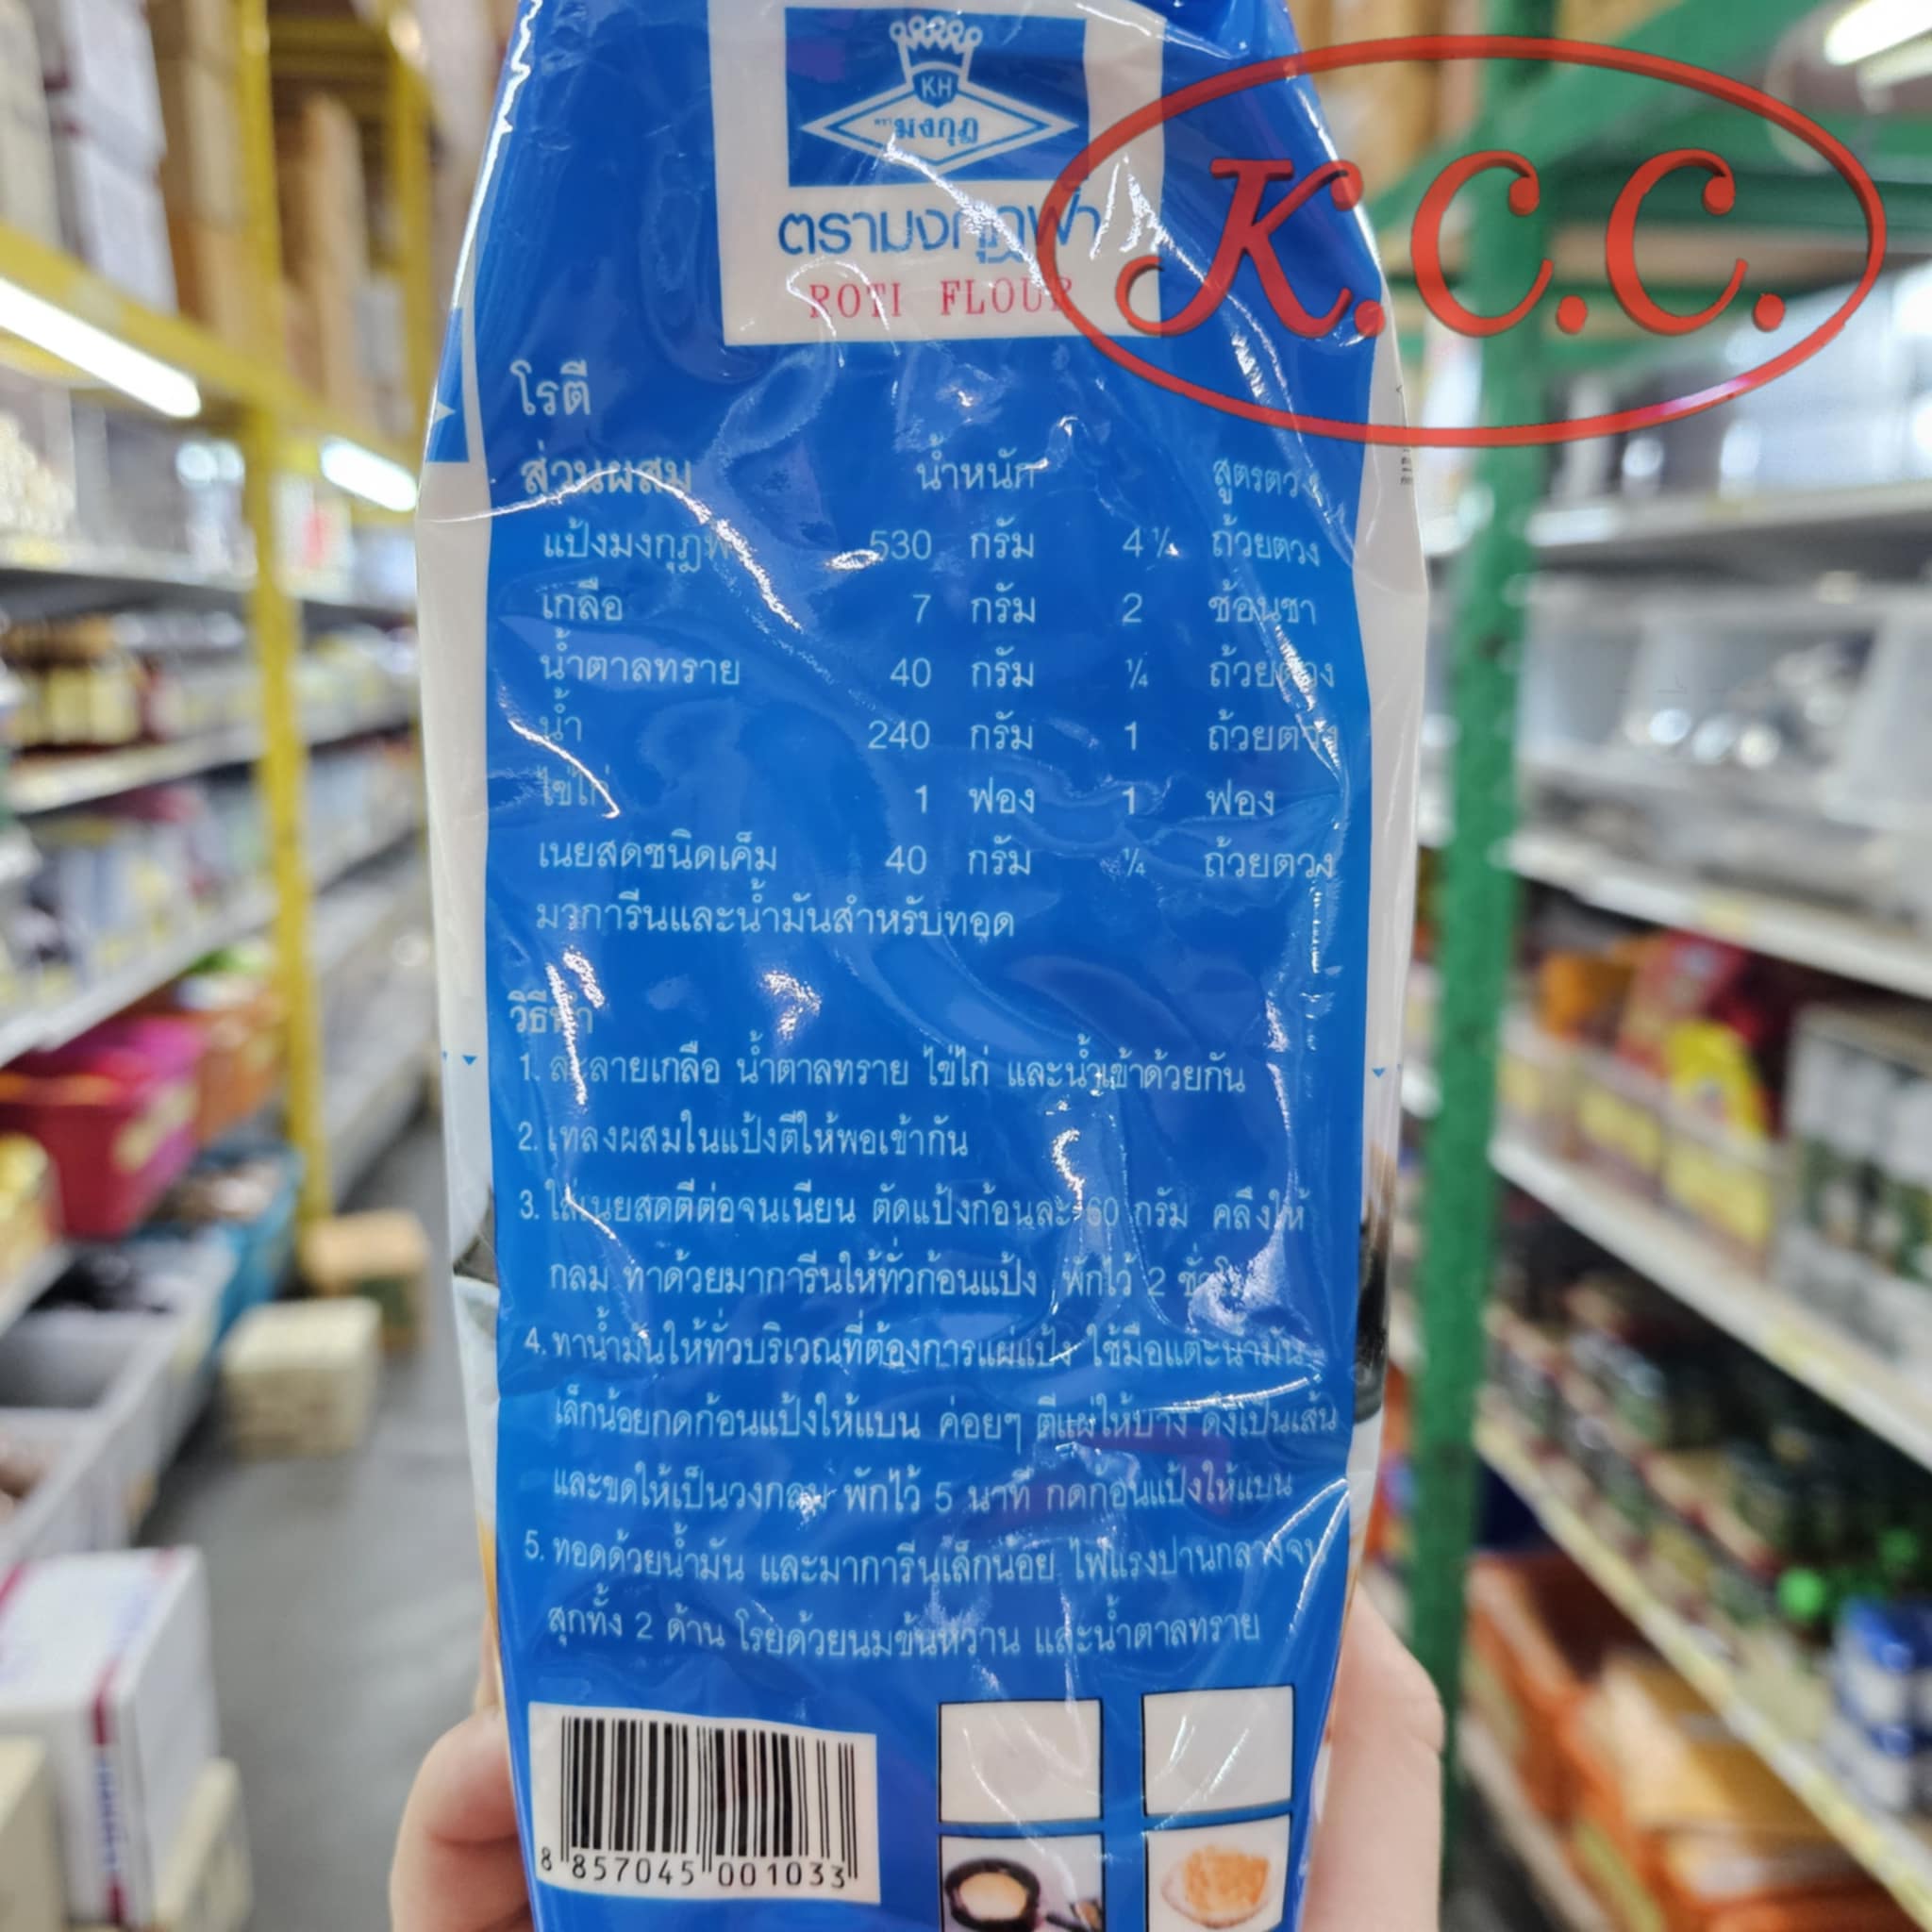 KH
ตรามงกุฎ
K.C.C.
ตรามงกุฎฟ้า
ROTI FLOUR
โรตี
ส่วนผสม น้ำหนัก สูตรตวง
แป้งมงกุฎฟ้า 530 กรัม 4 ¼ ถ้วยตวง
เกลือ 7 กรัม 2 ช้อนชา
น้ำตาลทราย 40 กรัม ¼ ถ้วยตวง
น้ำ 240 กรัม 1 ถ้วยตวง
ไข่ไก่ 1 ฟอง 1 ฟอง
เนยสดชนิดเค็ม 40 กรัม ¼ ถ้วยตวง
มาการีนและน้ำมันสำหรับทอด
วิธีทำ
1. ละลายเกลือ น้ำตาลทราย ไข่ไก่ และน้ำเข้าด้วยกัน
2. เทลงผสมในแป้งตีให้พอเข้ากัน
3. ใส่เนยสดตีต่อจนเนียน ตัดแป้งก้อนละ 60 กรัม คลึงให้
กลม ทาด้วยมาการีนให้ทั่วก้อนแป้ง พักไว้ 2 ชั่วโมง
4. ทาน้ำมันให้ทั่วบริเวณที่ต้องการแผ่แป้ง ใช้มือแตะน้ำมัน
เล็กน้อยกดก้อนแป้งให้แบน ค่อยๆ ตีแผ่ให้บาง ดึงเป็นเส้น
และขดให้เป็นวงกลม พักไว้ 5 นาที กดก้อนแป้งให้แบน
5. ทอดด้วยน้ำมัน และมาการีนเล็กน้อย ไฟแรงปานกลางจน
สุกทั้ง 2 ด้าน โรยด้วยนมข้นหวาน และน้ำตาลทราย
8 857045 001033